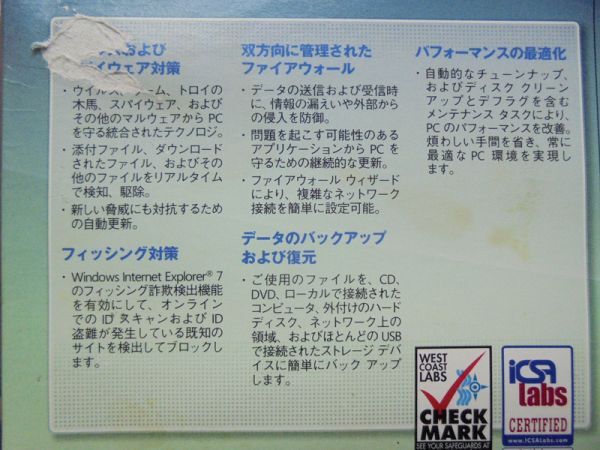 および
イウェア対策
・ウイルス、ワーム、トロイの
木馬、スパイウェア、および
その他のマルウェアから PC
を守る統合されたテクノロジ。
・添付ファイル、ダウンロード
されたファイル、およびその
他のファイルをリアルタイム
で検知、駆除。
・新しい脅威にも対抗するため
の自動更新。
フィッシング対策
・Windows Internet Explorer® 7
のフィッシング詐欺検出機能
を有効にして、オンライン
での ID スキャンおよび ID
盗難が発生している既知の
サイトを検出してブロックし
ます。
双方向に管理された
ファイアウォール
・データの送信および受信時
に、情報の漏えいや外部から
の侵入を防御。
・問題を起こす可能性のある
アプリケーションから PC を
守るための継続的な更新。
・ファイアウォール ウィザード
により、複雑なネットワーク
接続を簡単に設定可能。
データのバックアップ
および復元
・ご使用のファイルを、CD、
DVD、ローカルで接続された
コンピュータ、外付けのハード
ディスク、ネットワーク上の
領域、およびほとんどの USB
で接続されたストレージ デバ
イスに簡単にバック アップ
します。
パフォーマンスの最適化
・自動的なチューンナップ、
およびディスク クリーン
アップとデフラグを含む
メンテナンス タスクにより、
PC のパフォーマンスを改善。
煩わしい手間を省き、常に
最適な PC 環境を実現し
ます。
WEST
COAST
LABS
CHECK
MARK
SEE YOUR SAFEGUARDS AT
ICSA
labs
CERTIFIED
www.ICSALabs.com